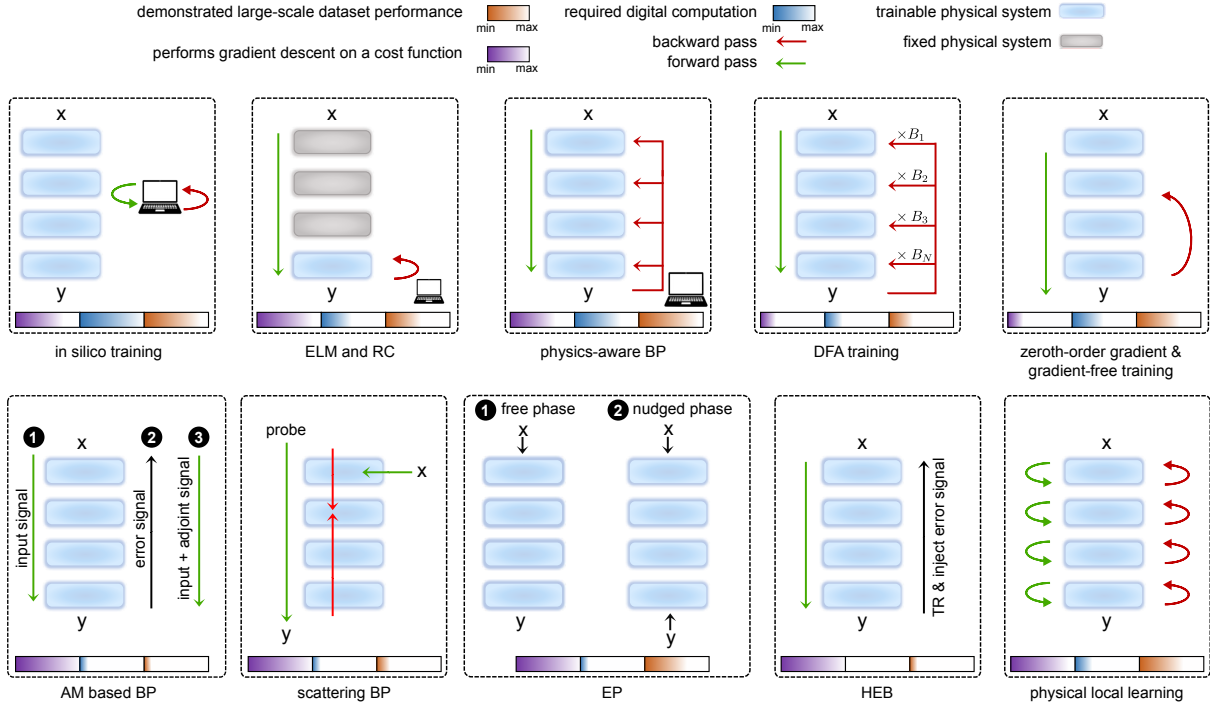 demonstrated large-scale dataset performance
min max
required digital computation
min max
trainable physical system
performs gradient descent on a cost function
min max
backward pass
forward pass
fixed physical system
x
y
in silico training
x
y
ELM and RC
x
y
physics-aware BP
x
×B₁
×B₂
×B₃
×B_N
y
DFA training
x
y
zeroth-order gradient &
gradient-free training
1
2
3
x
input signal
error signal
input + adjoint signal
y
AM based BP
probe
x
y
scattering BP
1 free phase
x
y
2 nudged phase
x
y
EP
x
TR & inject error signal
y
HEB
x
y
physical local learning